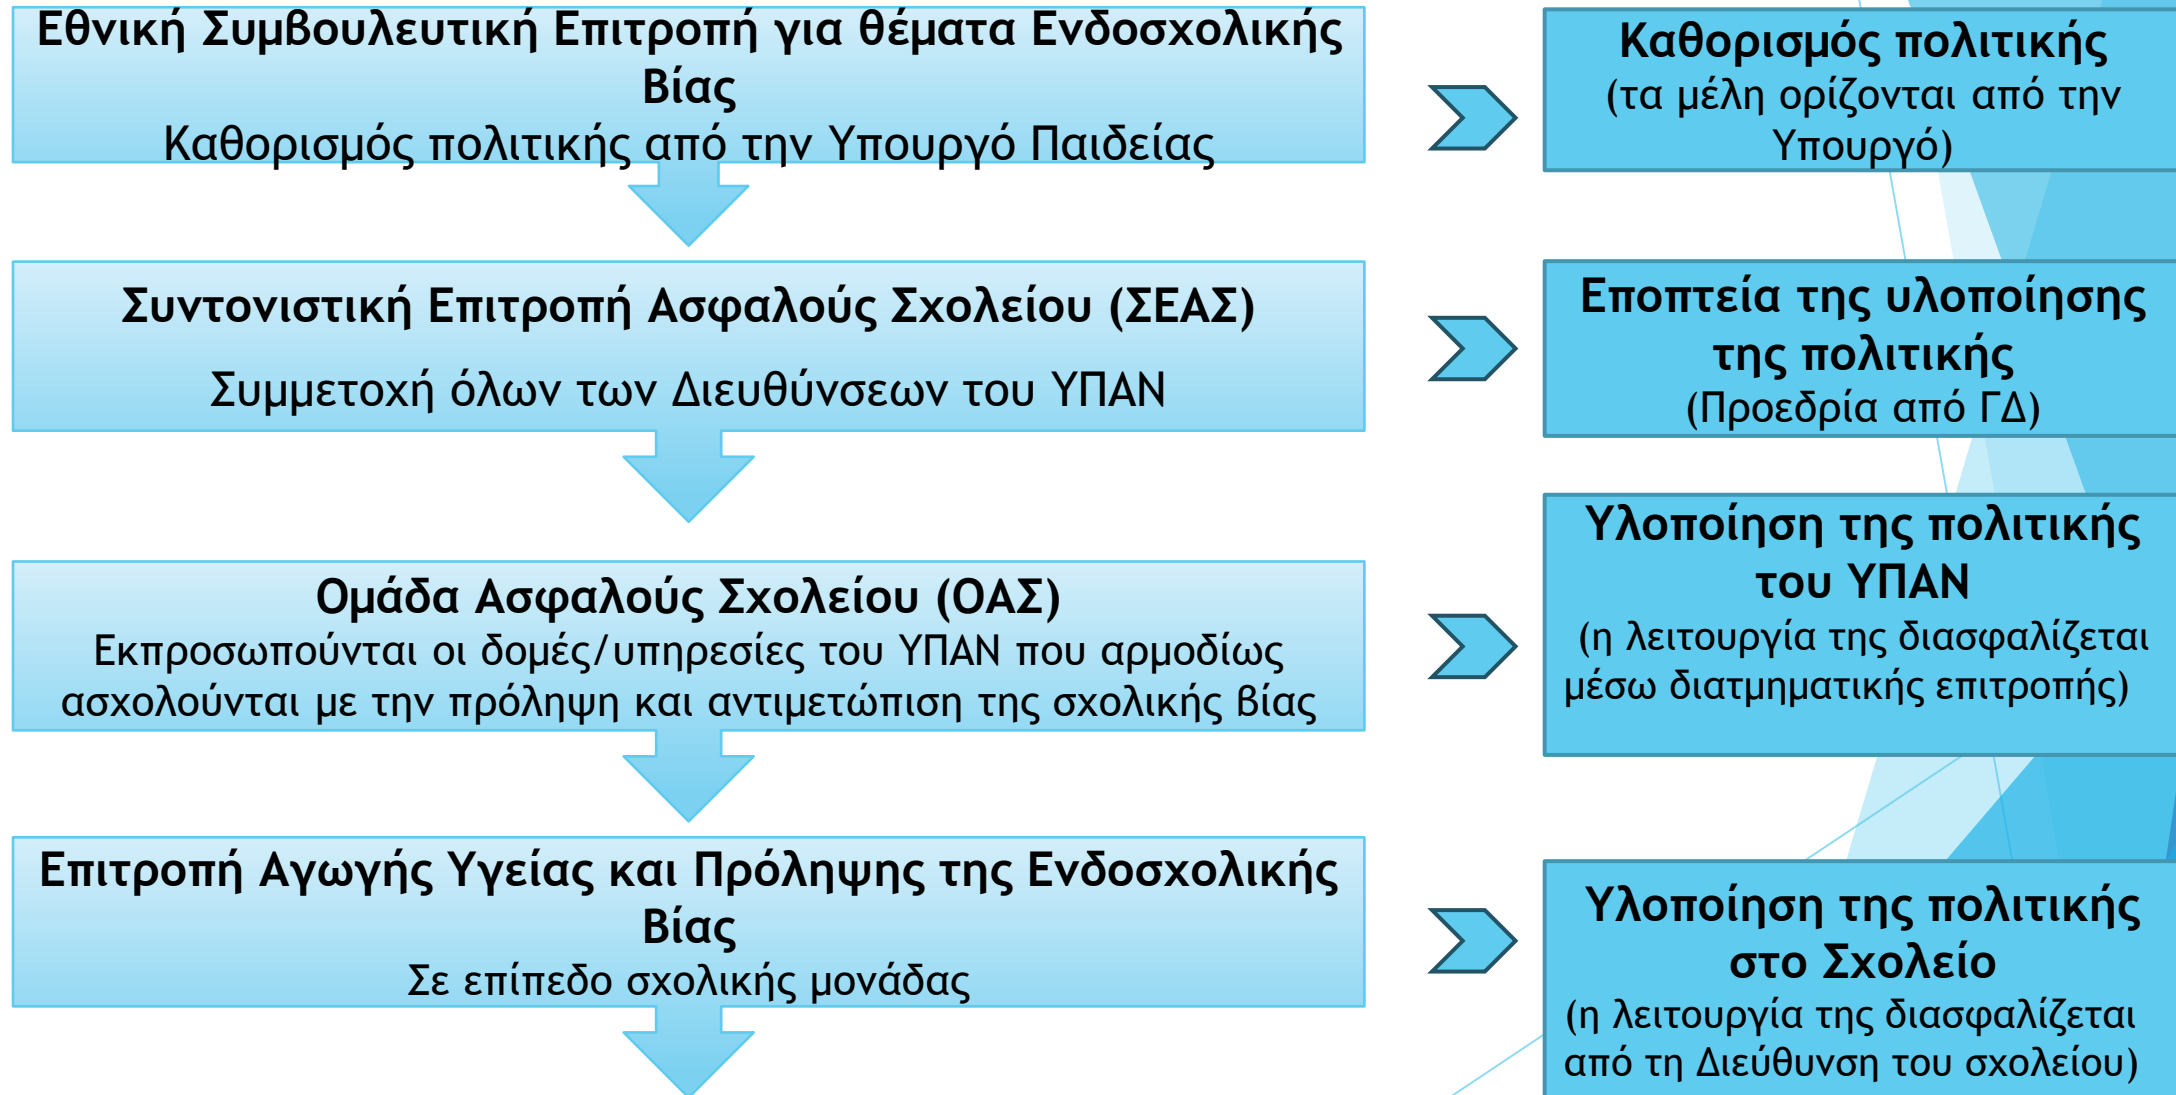 Εθνική Συμβουλευτική Επιτροπή για θέματα Ενδοσχολικής
Βίας
Καθορισμός πολιτικής από την Υπουργό Παιδείας
Καθορισμός πολιτικής
(τα μέλη ορίζονται από την
Υπουργό)
Συντονιστική Επιτροπή Ασφαλούς Σχολείου (ΣΕΑΣ)
Συμμετοχή όλων των Διευθύνσεων του ΥΠΑΝ
Εποπτεία της υλοποίησης
της πολιτικής
(Προεδρία από ΓΔ)
Ομάδα Ασφαλούς Σχολείου (ΟΑΣ)
Εκπροσωπούνται οι δομές/υπηρεσίες του ΥΠΑΝ που αρμοδίως
ασχολούνται με την πρόληψη και αντιμετώπιση της σχολικής βίας
Υλοποίηση της πολιτικής
του ΥΠΑΝ
(η λειτουργία της διασφαλίζεται
μέσω διατμηματικής επιτροπής)
Επιτροπή Αγωγής Υγείας και Πρόληψης της Ενδοσχολικής
Βίας
Σε επίπεδο σχολικής μονάδας
Υλοποίηση της πολιτικής
στο Σχολείο
(η λειτουργία της διασφαλίζεται
από τη Διεύθυνση του σχολείου)